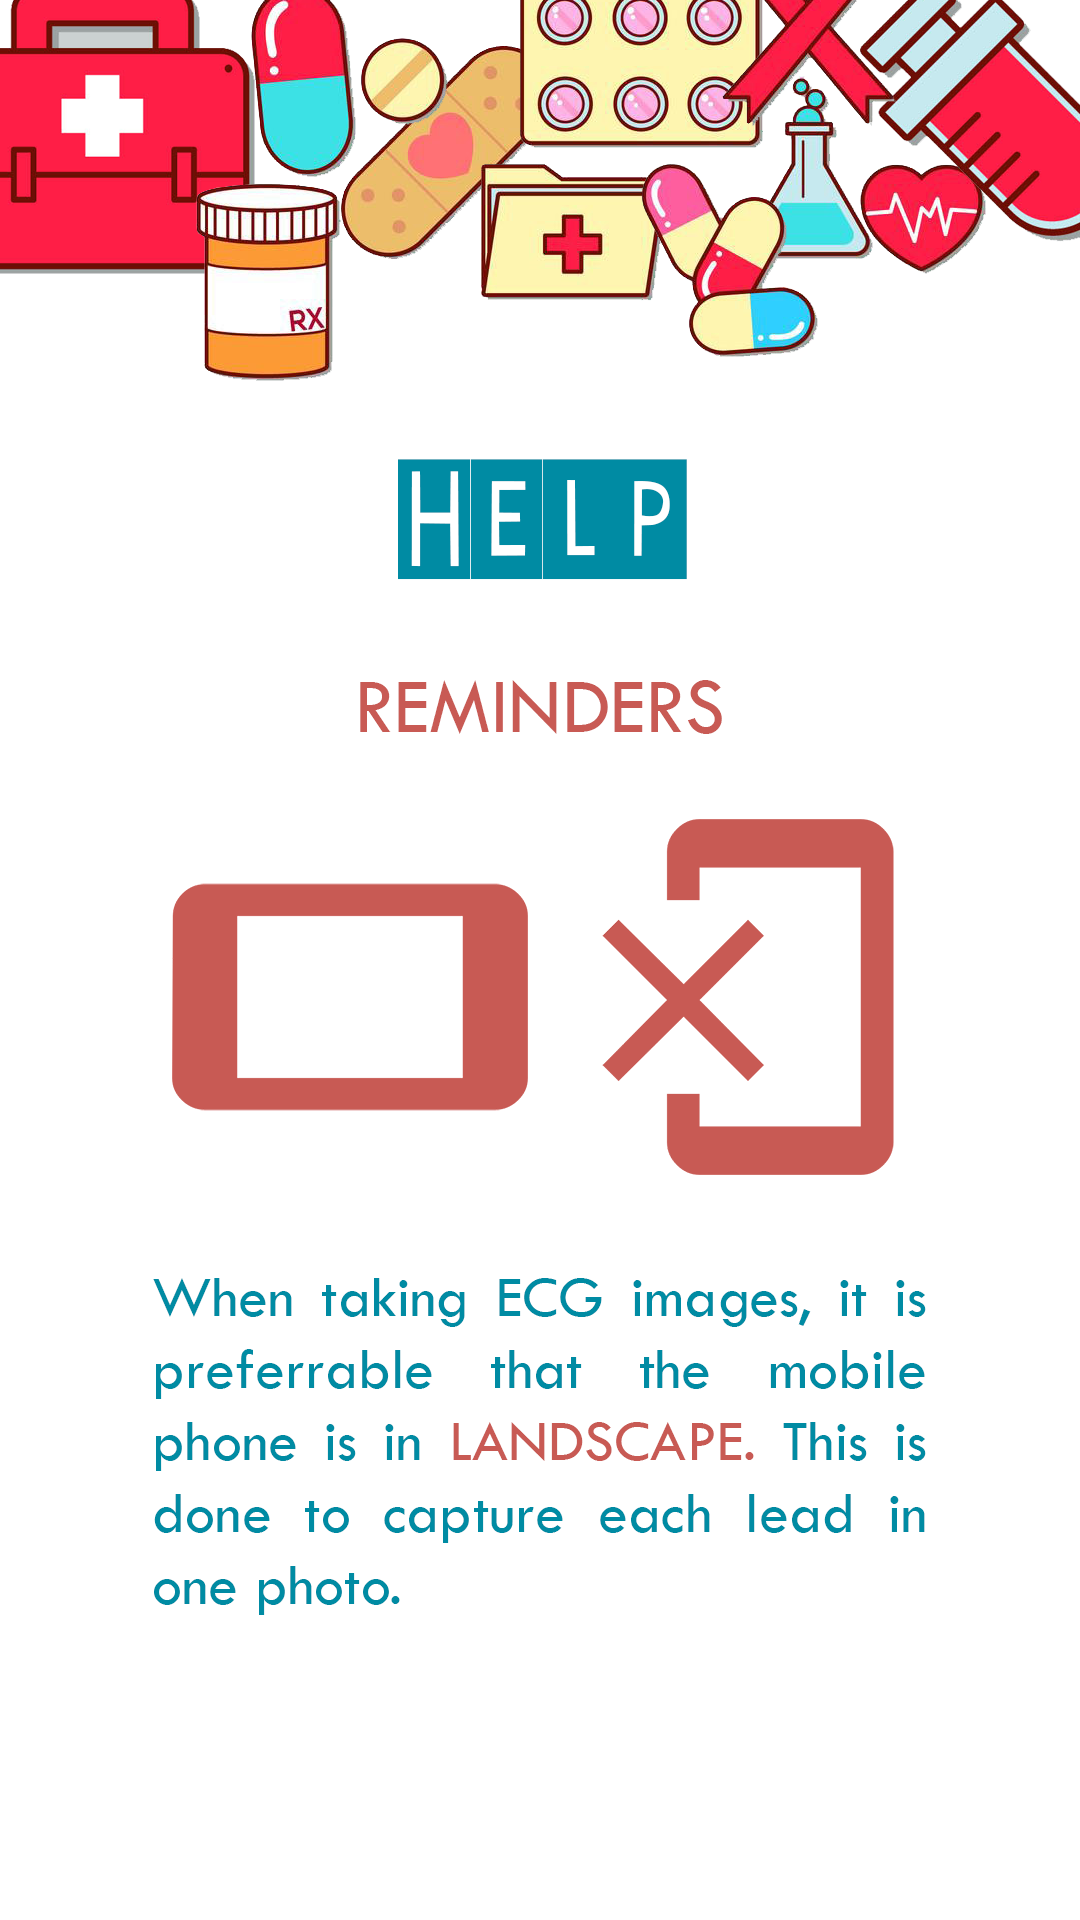 RX
HELP
REMINDERS
When taking ECG images, it is
preferrable that the mobile
phone is in LANDSCAPE. This is
done to capture each lead in
one photo.